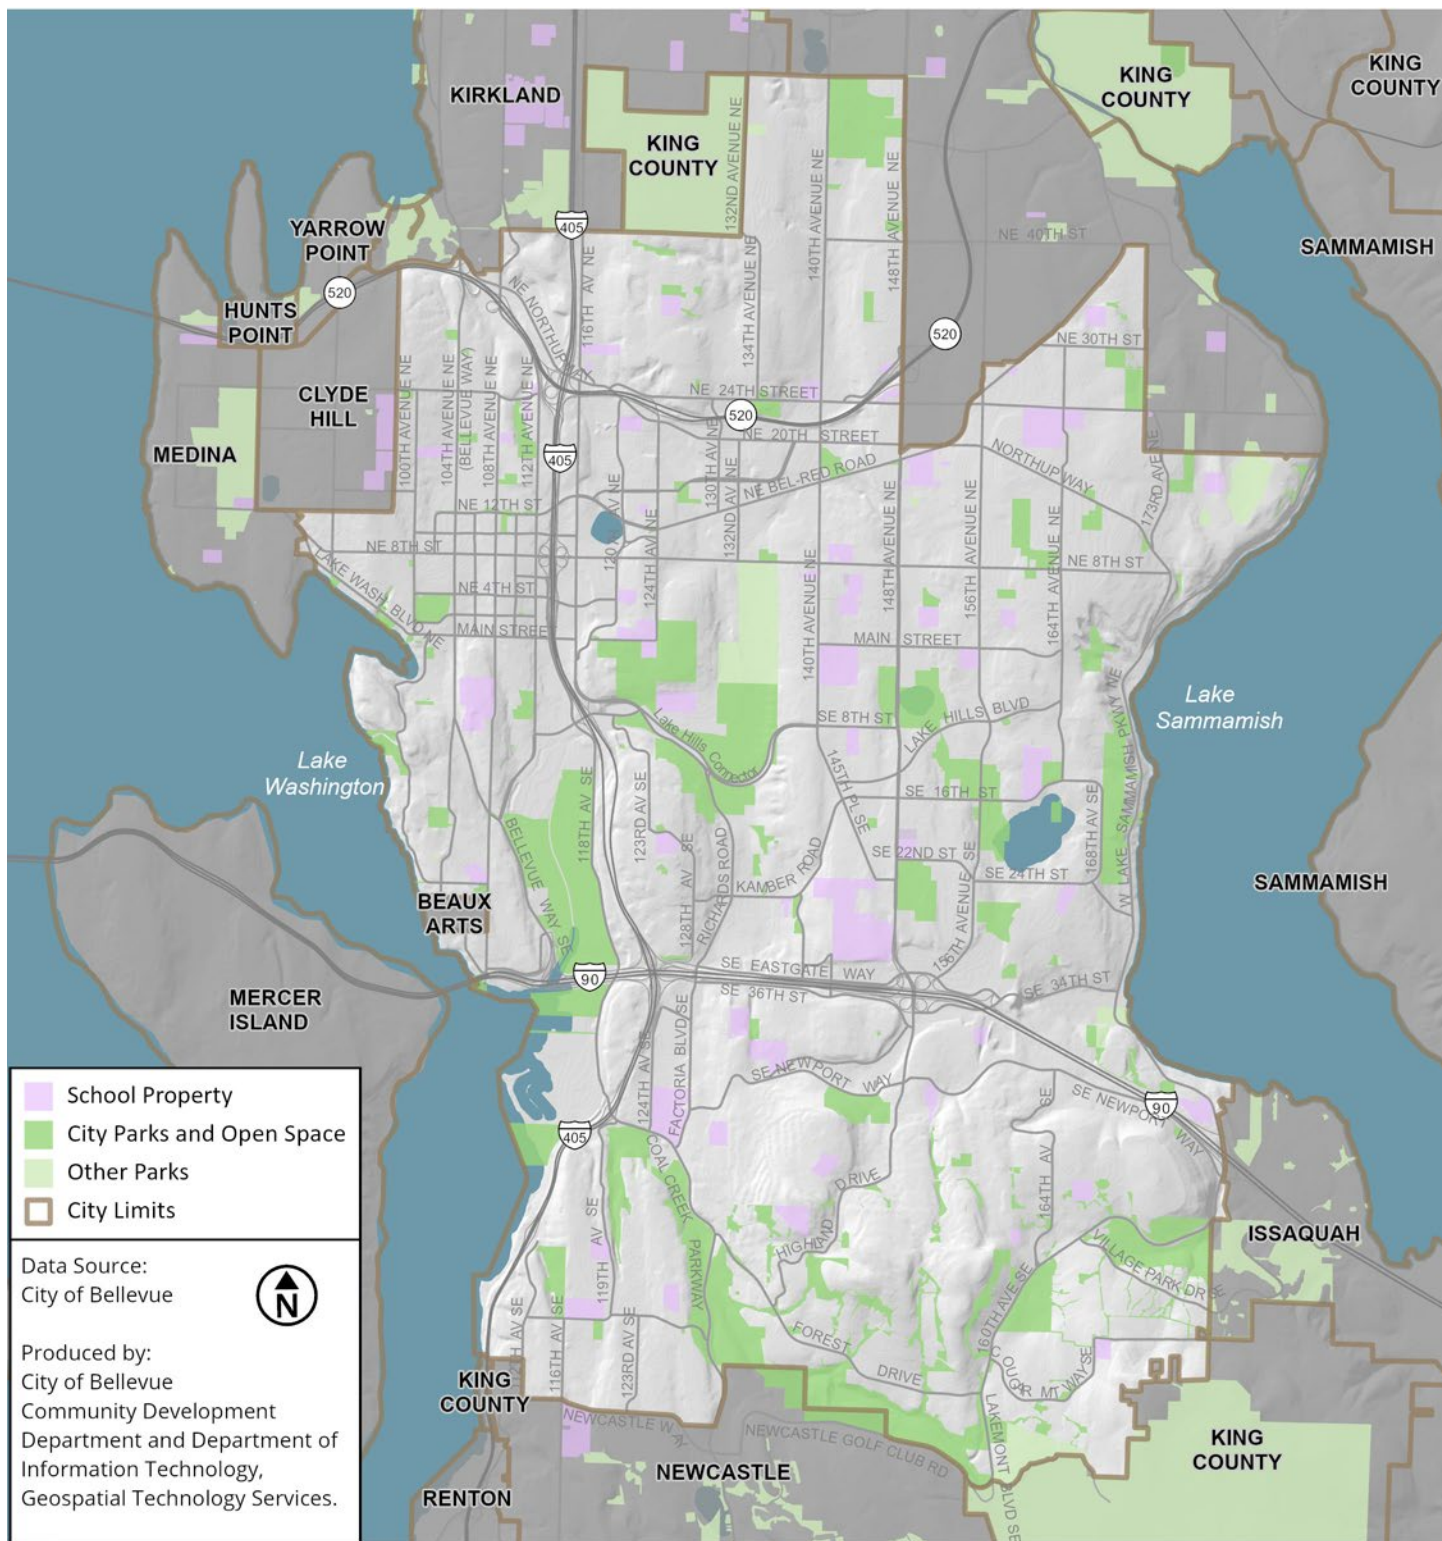 KIRKLAND
KING
COUNTY
KING
COUNTY
KING
COUNTY
YARROW
POINT
HUNTS
POINT
CLYDE
HILL
MEDINA
SAMMAMISH
405
520
520
405
520
132ND AVENUE NE
140TH AVENUE NE
148TH AVENUE NE
134TH AVENUE NE
116TH AV NE
NE 40TH ST
NE NORTHUP WAY
NE 30TH ST
NE 24TH STREET
NE 20TH STREET
100TH AVENUE NE
104TH AVENUE NE
(BELLEVUE WAY)
108TH AVENUE NE
112TH AVENUE NE
NORTHUP WAY
NE BEL-RED ROAD
130TH AV NE
132ND AV NE
173RD AVE NE
NE 12TH ST
NE 8TH ST
NE 8TH ST
LAKE WASH BLVD NE
NE 4TH ST
MAIN STREET
124TH AV NE
140TH AVENUE NE
148TH AVENUE NE
156TH AVENUE NE
164TH AVENUE NE
MAIN STREET
Lake
Sammamish
Lake
Washington
SE 8TH ST
LAKE HILLS BLVD
Lake Hills Connector
W LAKE SAMMAMISH PKWY NE
145TH PL SE
SE 16TH ST
118TH AV SE
123RD AV SE
128TH AV SE
RICHARDS ROAD
KAMBER ROAD
SE 22ND ST
SE 24TH ST
168TH AV SE
BELLEVUE WAY SE
156TH AVENUE SE
BEAUX
ARTS
SAMMAMISH
MERCER
ISLAND
90
SE EASTGATE WAY
SE 36TH ST
SE 34TH ST
124TH AV SE
FACTORIA BLVD SE
SE NEWPORT WAY
SE NEWPORT WAY
90
405
COAL CREEK PARKWAY
119TH AV SE
HIGHLAND DRIVE
164TH AV SE
VILLAGE PARK DRIVE
ISSAQUAH
160TH AVE SE
FOREST DRIVE
COUGAR MT WAY SE
116TH AV SE
123RD AV SE
LAKEMONT BLVD SE
NEWCASTLE WAY
NEWCASTLE GOLF CLUB RD
KING
COUNTY
NEWCASTLE
RENTON
KING
COUNTY
School Property
City Parks and Open Space
Other Parks
City Limits
Data Source:
City of Bellevue
N
Produced by:
City of Bellevue
Community Development
Department and Department of
Information Technology,
Geospatial Technology Services.